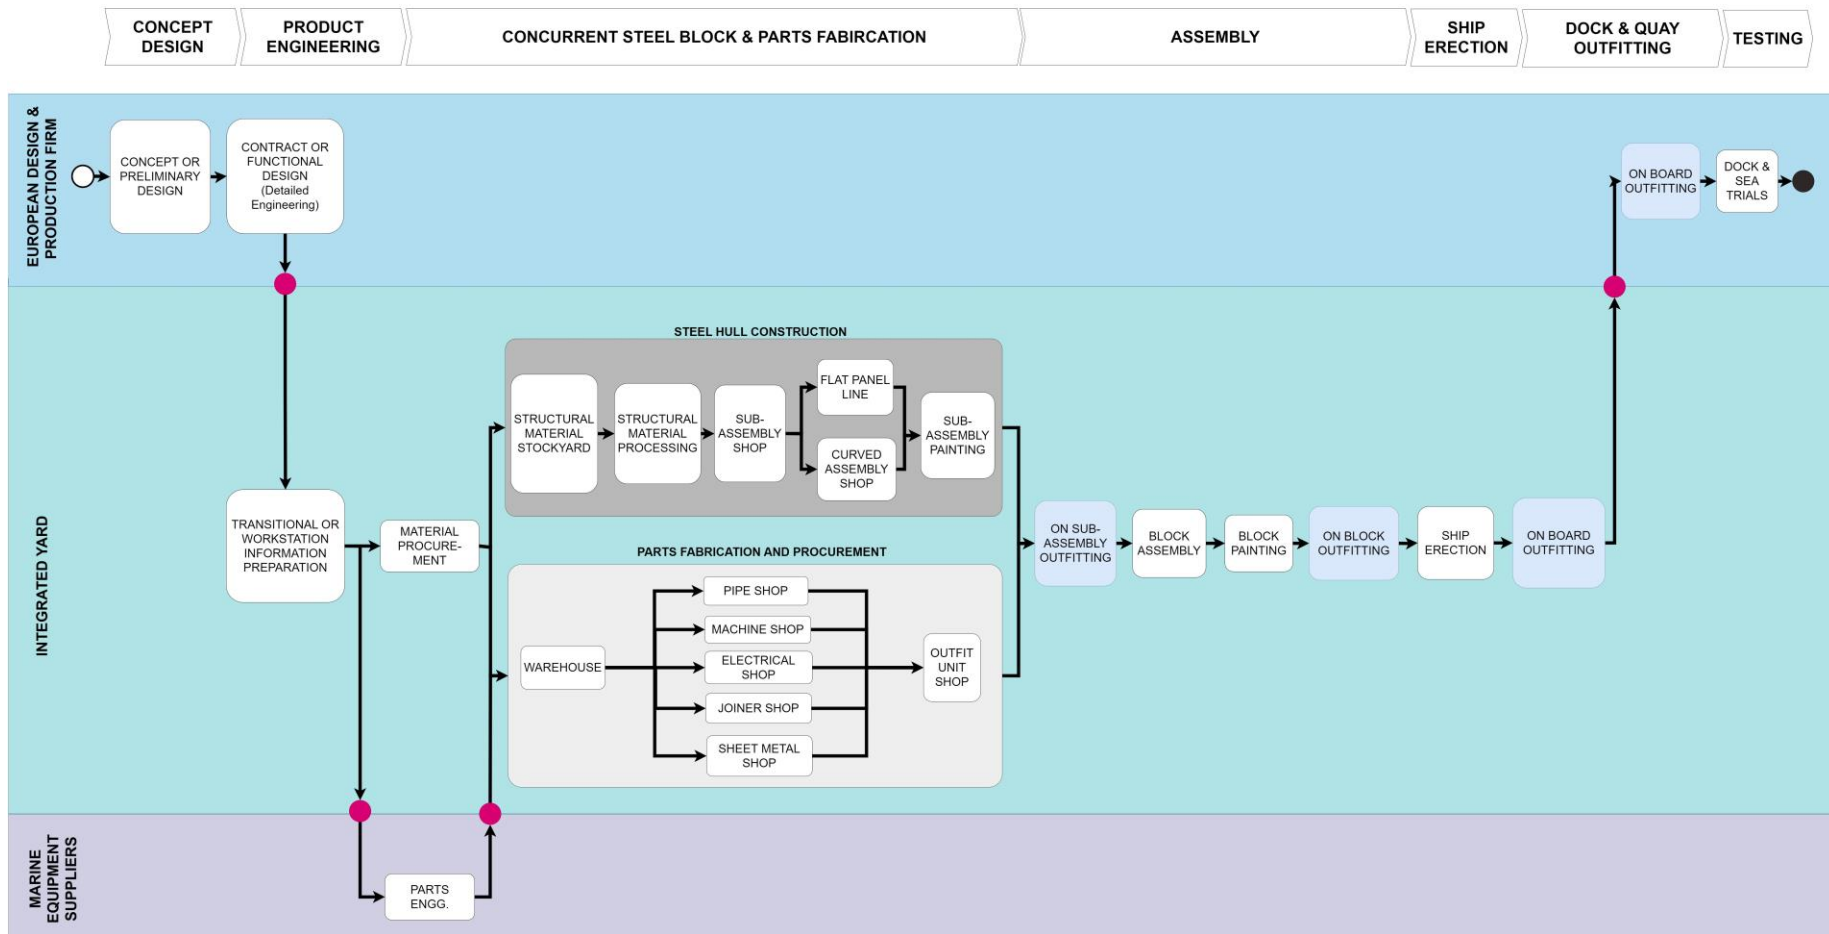 CONCEPT
DESIGN
PRODUCT
ENGINEERING
CONCURRENT STEEL BLOCK & PARTS FABIRCATION
ASSEMBLY
SHIP
ERECTION
DOCK & QUAY
OUTFITTING
TESTING
EUROPEAN DESIGN &
PRODUCTION FIRM
CONCEPT OR
PRELIMINARY
DESIGN
CONTRACT OR
FUNCTIONAL
DESIGN
(Detailed
Engineering)
ON BOARD
OUTFITTING
DOCK &
SEA
TRIALS
INTEGRATED YARD
TRANSITIONAL OR
WORKSTATION
INFORMATION
PREPARATION
MATERIAL
PROCURE-
MENT
STEEL HULL CONSTRUCTION
STRUCTURAL
MATERIAL
STOCKYARD
STRUCTURAL
MATERIAL
PROCESSING
SUB-
ASSEMBLY
SHOP
FLAT PANEL
LINE
CURVED
ASSEMBLY
SHOP
SUB-
ASSEMBLY
PAINTING
PARTS FABRICATION AND PROCUREMENT
WAREHOUSE
PIPE SHOP
MACHINE SHOP
ELECTRICAL
SHOP
JOINER SHOP
SHEET METAL
SHOP
OUTFIT
UNIT
SHOP
ON SUB-
ASSEMBLY
OUTFITTING
BLOCK
ASSEMBLY
BLOCK
PAINTING
ON BLOCK
OUTFITTING
SHIP
ERECTION
ON BOARD
OUTFITTING
MARINE
EQUIPMENT
SUPPLIERS
PARTS
ENGG.